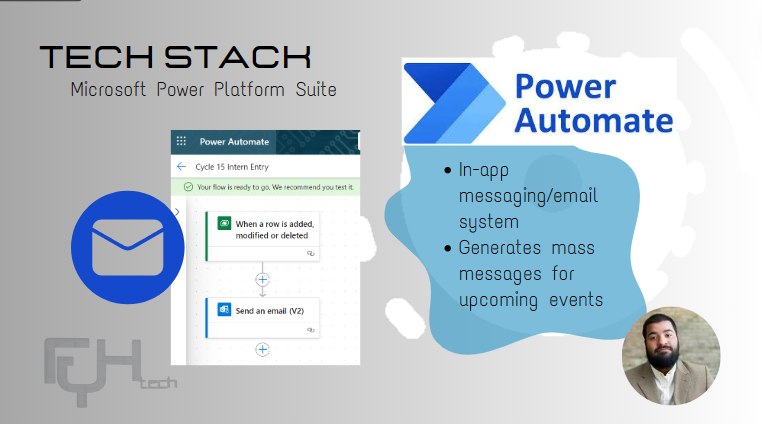 TECH STACK
Microsoft Power Platform Suite
Power Automate
Cycle 15 Intern Entry
Your flow is ready to go. We recommend you test it.
When a row is added,
modified or deleted
Send an email (V2)
Power
Automate
• In-app
messaging/email
system
• Generates mass
messages for
upcoming events
tech